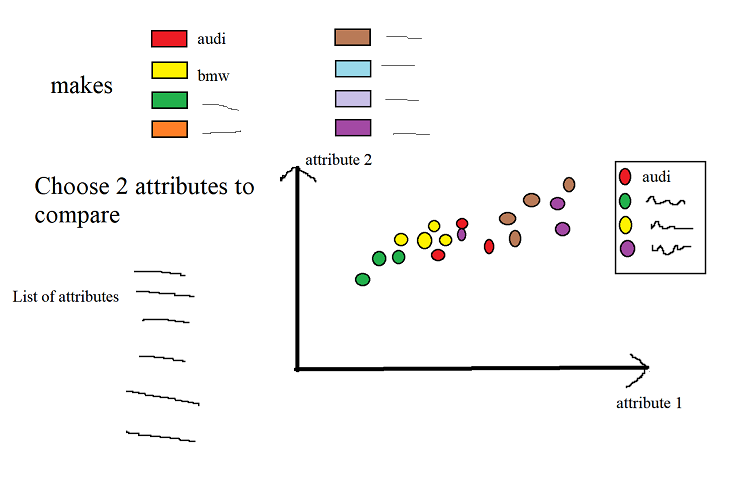 audi
bmw
makes
attribute 2
Choose 2 attributes to
compare
audi
List of attributes
attribute 1